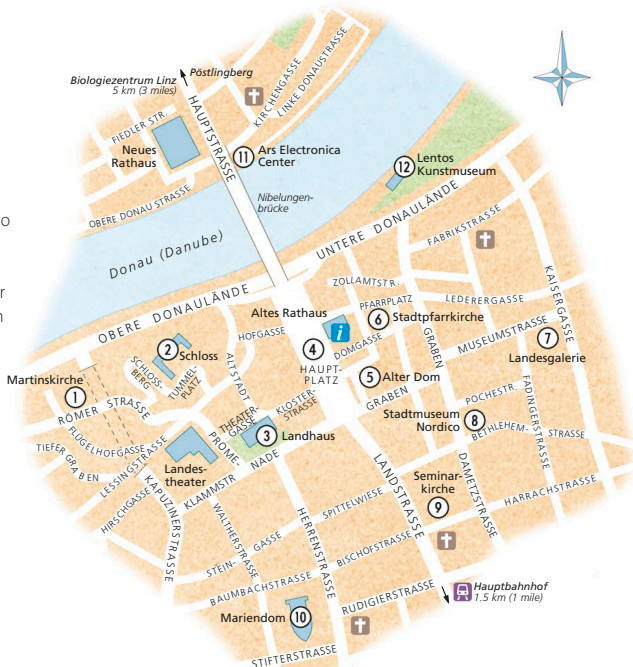 Pöstlingberg
Biologiezentrum Linz
5 km (3 miles)
HAUPTSTRASSE
KIRCHENGASSE
LINKE DONAUSTRASSE
FIEDLER STR.
Neues
Rathaus
11
Ars Electronica
Center
12
Lentos
Kunstmuseum
OBERE DONAU STRASSE
Nibelungen-
brücke
Donau (Danube)
UNTERE DONAULÄNDE
FABRIKSTRASSE
OBERE DONAULÄNDE
ZOLLAMTSTR.
KAISERGASSE
PFARRPLATZ
LEDERERGASSE
Altes Rathaus
i
6
Stadtpfarrkirche
HOFGASSE
DOMGASSE
GRABEN
MUSEUMSTRASSE
7
Landesgalerie
2
Schloss
4
HAUPT-
PLATZ
ALTSTADT
SCHLOSS-
BERG
TUMMEL-
PLATZ
Martinskirche
1
5
Alter Dom
GRABEN
RÖMER STRASSE
THEATER-
GASSE
KLOSTER-
STRASSE
POCHESTR.
FADINGERSTRASSE
Stadtmuseum
Nordico
8
BETHLEHEM-
STRASSE
FLÜGELHOFGASSE
3
Landhaus
PROME-
NADE
TIEFER GRABEN
LESSINGSTRASSE
Landes-
theater
KLAMMSTR
LANDSTRASSE
DAMETZSTRASSE
Seminar-
kirche
9
HARRACHSTRASSE
HIRSCHGASSE
KAPUZINERSTRASSE
WALTHERSTRASSE
HERRENSTRASSE
SPITTELWIESE
STEIN-
GASSE
BISCHOFSTRASSE
BAUMBACHSTRASSE
RUDIGIERSTRASSE
Hauptbahnhof
1.5 km (1 mile)
Mariendom
10
STIFTERSTRASSE